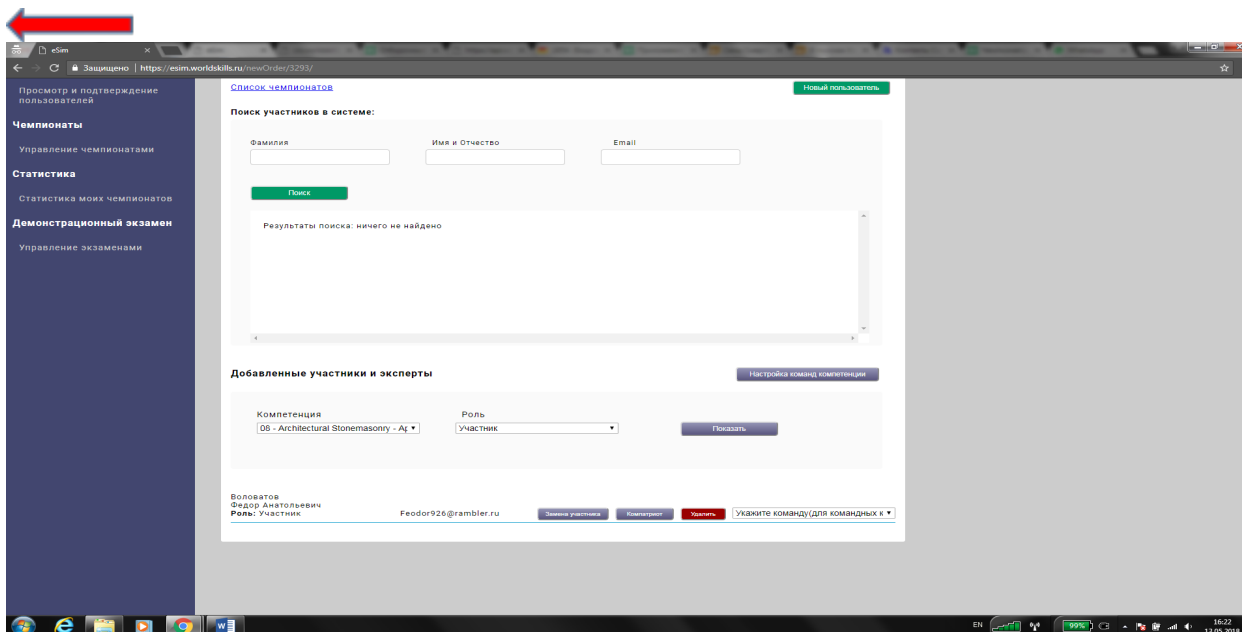 eSim
Защищено | https://esim.worldskills.ru/newOrder/3293/
Просмотр и подтверждение
пользователей
Чемпионаты
Управление чемпионатами
Статистика
Статистика моих чемпионатов
Демонстрационный экзамен
Управление экзаменами
Список чемпионатов
Новый пользователь
Поиск участников в системе:
Фамилия Имя и Отчество Email
Поиск
Результаты поиска: ничего не найдено
Добавленные участники и эксперты
Настройка команд компетенции
Компетенция Роль
08 - Architectural Stonemasonry - Ар Участник Показать
Воловатов
Федор Анатольевич
Роль: Участник Feodor926@rambler.ru Замена участника Компатриот Удалить Укажите команду(для командных к
EN 99% 16:22
13.05.2018